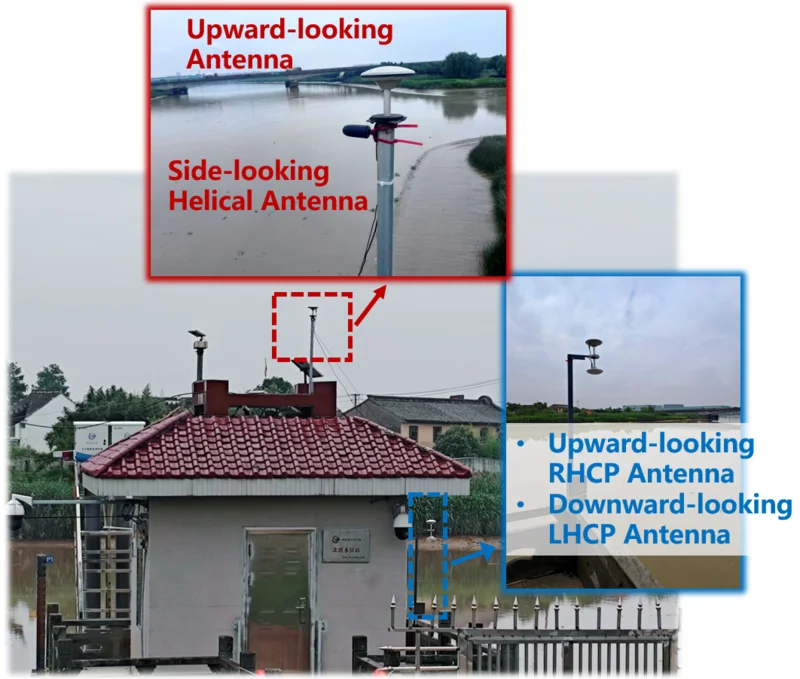 Upward-looking
Antenna
Side-looking
Helical Antenna
• Upward-looking
RHCP Antenna
• Downward-looking
LHCP Antenna